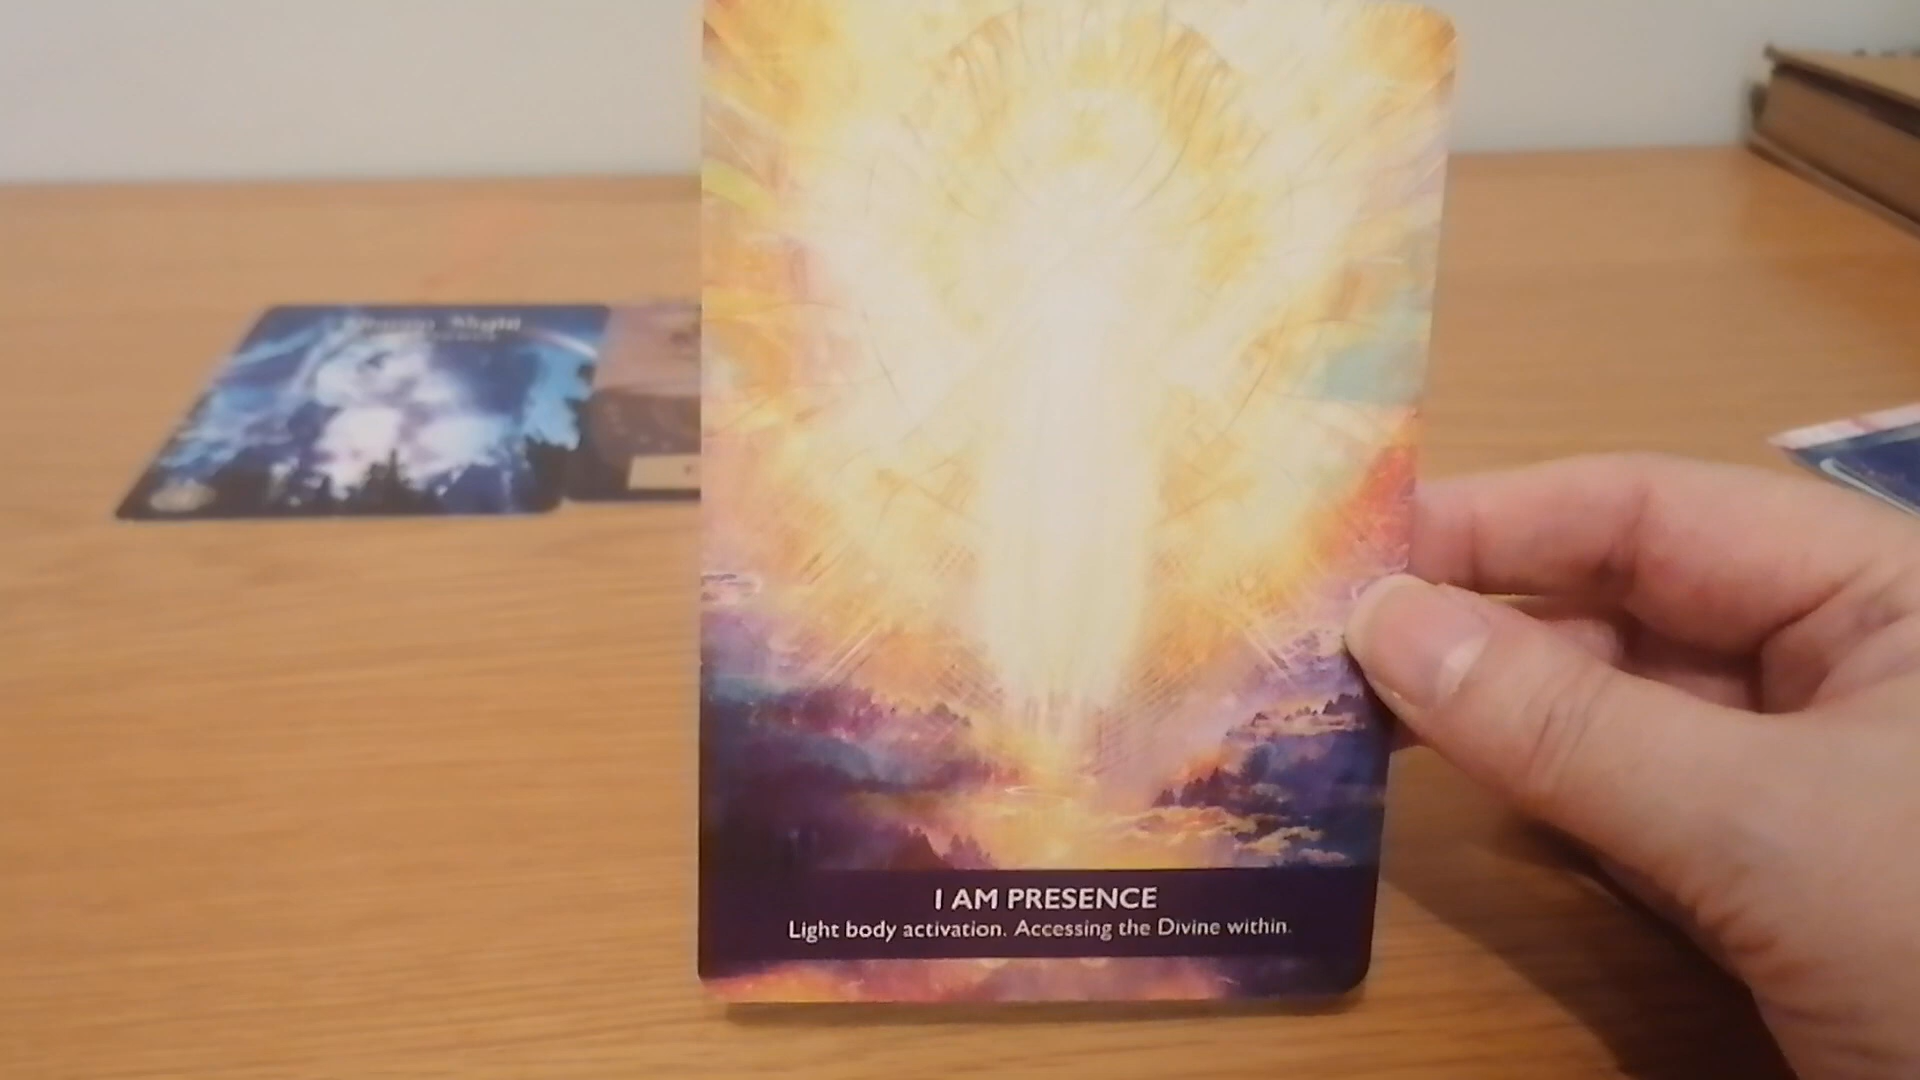 I AM PRESENCE
Light body activation. Accessing the Divine within.